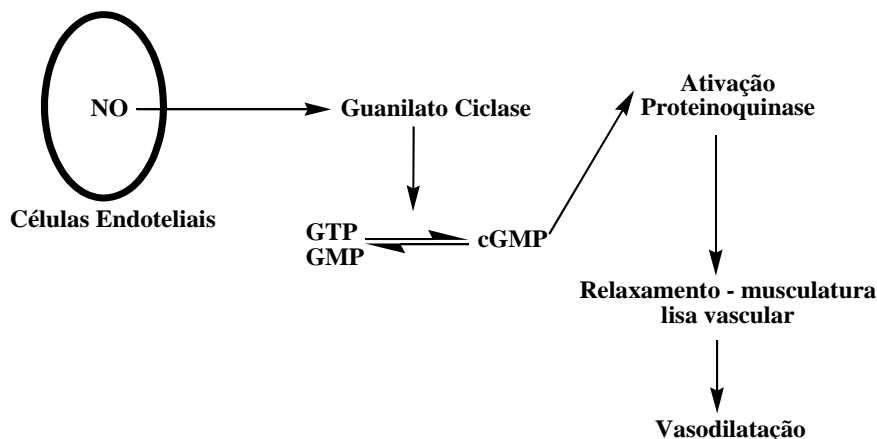 NO
Guanilato Ciclase
Ativação
Proteinoquinase
Células Endoteliais
GTP
GMP
cGMP
Relaxamento - musculatura
lisa vascular
Vasodilatação